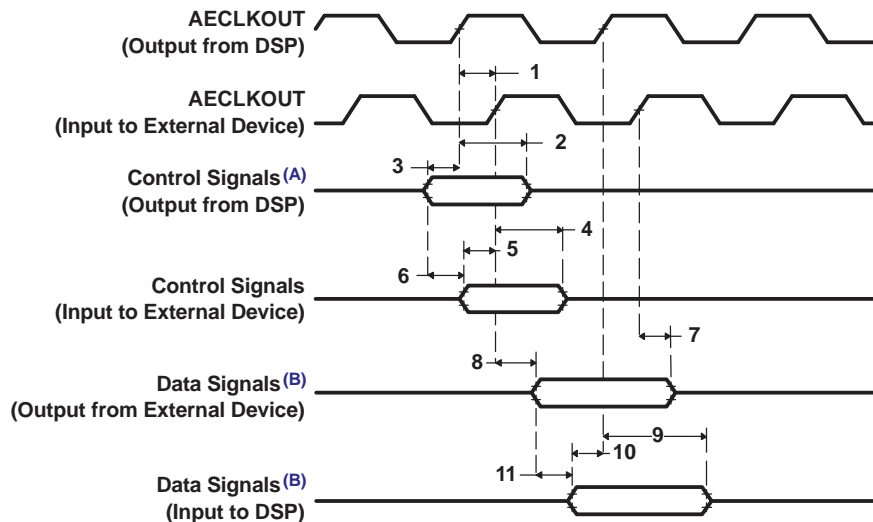 AECLKOUT
(Output from DSP)
1
AECLKOUT
(Input to External Device)
2
3
Control Signals(A)
(Output from DSP)
4
5
6
Control Signals
(Input to External Device)
7
8
Data Signals(B)
(Output from External Device)
9
10
11
Data Signals(B)
(Input to DSP)